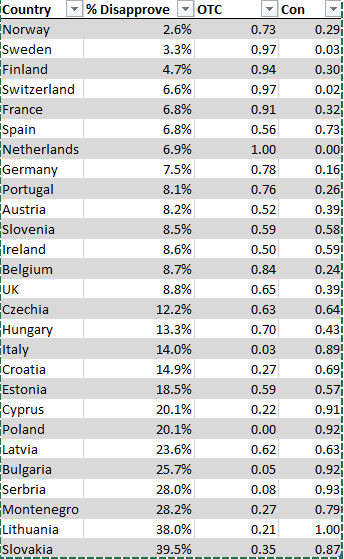 Country % Disapprove OTC Con
Norway 2.6% 0.73 0.29
Sweden 3.3% 0.97 0.03
Finland 4.7% 0.94 0.30
Switzerland 6.6% 0.97 0.02
France 6.8% 0.91 0.32
Spain 6.8% 0.56 0.73
Netherlands 6.9% 1.00 0.00
Germany 7.5% 0.78 0.16
Portugal 8.1% 0.76 0.26
Austria 8.2% 0.52 0.39
Slovenia 8.5% 0.59 0.58
Ireland 8.6% 0.50 0.59
Belgium 8.7% 0.84 0.24
UK 8.8% 0.65 0.39
Czechia 12.2% 0.63 0.64
Hungary 13.3% 0.70 0.43
Italy 14.0% 0.03 0.89
Croatia 14.9% 0.27 0.69
Estonia 18.5% 0.59 0.57
Cyprus 20.1% 0.22 0.91
Poland 20.1% 0.00 0.92
Latvia 23.6% 0.62 0.63
Bulgaria 25.7% 0.05 0.92
Serbria 28.0% 0.08 0.93
Montenegro 28.2% 0.27 0.79
Lithuania 38.0% 0.21 1.00
Slovakia 39.5% 0.35 0.87